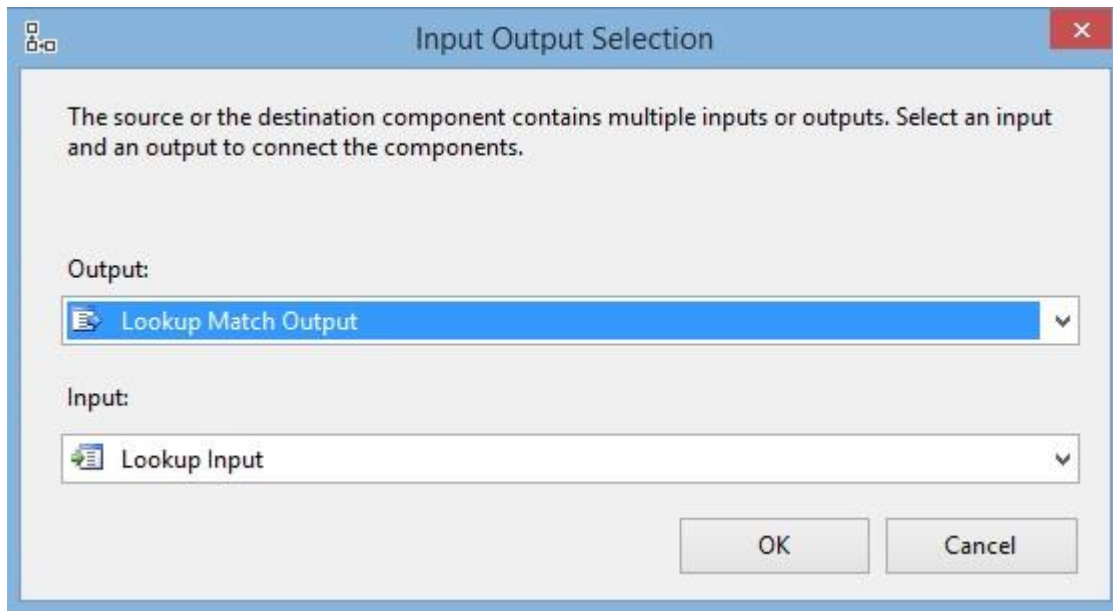 Input Output Selection
The source or the destination component contains multiple inputs or outputs. Select an input
and an output to connect the components.
Output:
Lookup Match Output
Input:
Lookup Input
OK
Cancel